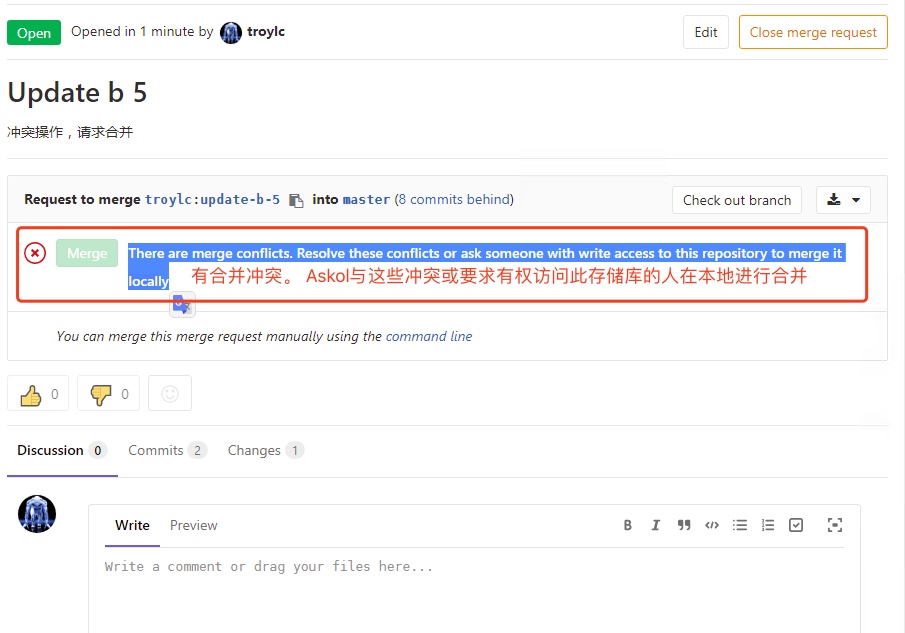 Open Opened in 1 minute by troylc Edit Close merge request
Update b 5
冲突操作，请求合并
Request to merge troylc:update-b-5 into master (8 commits behind) Check out branch
Merge There are merge conflicts. Resolve these conflicts or ask someone with write access to this repository to merge it
locally 有合并冲突。 Askol与这些冲突或要求有权访问此存储库的人在本地进行合并
You can merge this merge request manually using the command line
0 0
Discussion 0 Commits 2 Changes 1
Write Preview
Write a comment or drag your files here...